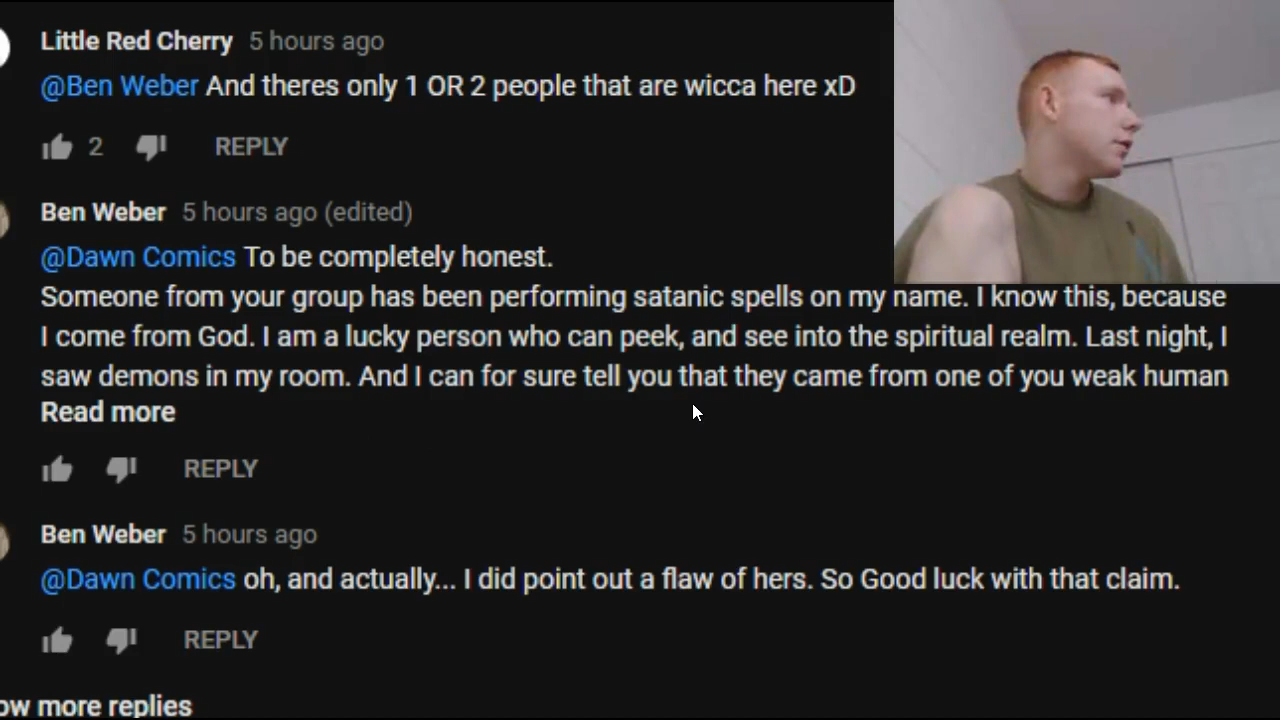 Little Red Cherry 5 hours ago
@Ben Weber And theres only 1 OR 2 people that are wicca here xD
2 REPLY
Ben Weber 5 hours ago (edited)
@Dawn Comics To be completely honest.
Someone from your group has been performing satanic spells on my name. I know this, because
I come from God. I am a lucky person who can peek, and see into the spiritual realm. Last night, I
saw demons in my room. And I can for sure tell you that they came from one of you weak human
Read more
REPLY
Ben Weber 5 hours ago
@Dawn Comics oh, and actually... I did point out a flaw of hers. So Good luck with that claim.
REPLY
ow more replies